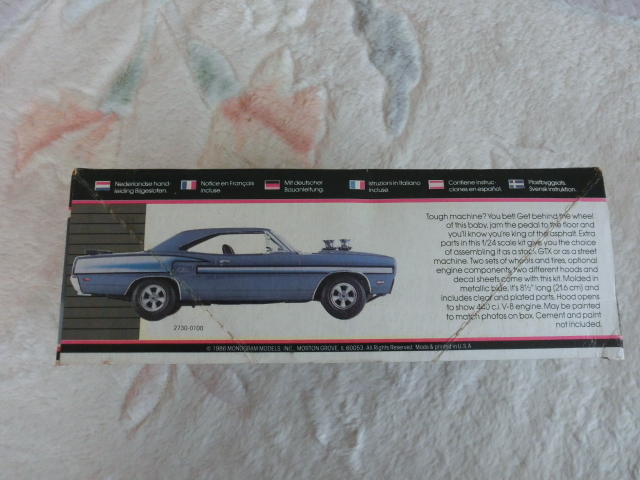 Nederlandse hand-
leiding Bijgesloten.
Notice en Français
incluse
Mit deutscher
Bauanleitung.
Istruzioni in Italiano
Incluse
Contiene instruc-
ciones en español.
Plastbyggsats.
Svensk instruktion.
Tough machine? You bet! Get behind the wheel
of this baby, jam the pedal to the floor and
you'll know you're king of the asphalt. Extra
parts in this 1/24 scale kit give you the choice
of assembling it as a stock GTX or as a street
machine. Two sets of wheels and tires, optional
engine components, two different hoods and
decal sheets come with this kit. Molded in
metallic blue, it's 8½" long (21.6 cm) and
includes clear and plated parts. Hood opens
to show 440 c.i. V-8 engine. May be painted
to match photos on box. Cement and paint
not included.
2730-0100
© 1986 MONOGRAM MODELS, INC., MORTON GROVE, IL 60053. All Rights Reserved. Made & printed in U.S.A.